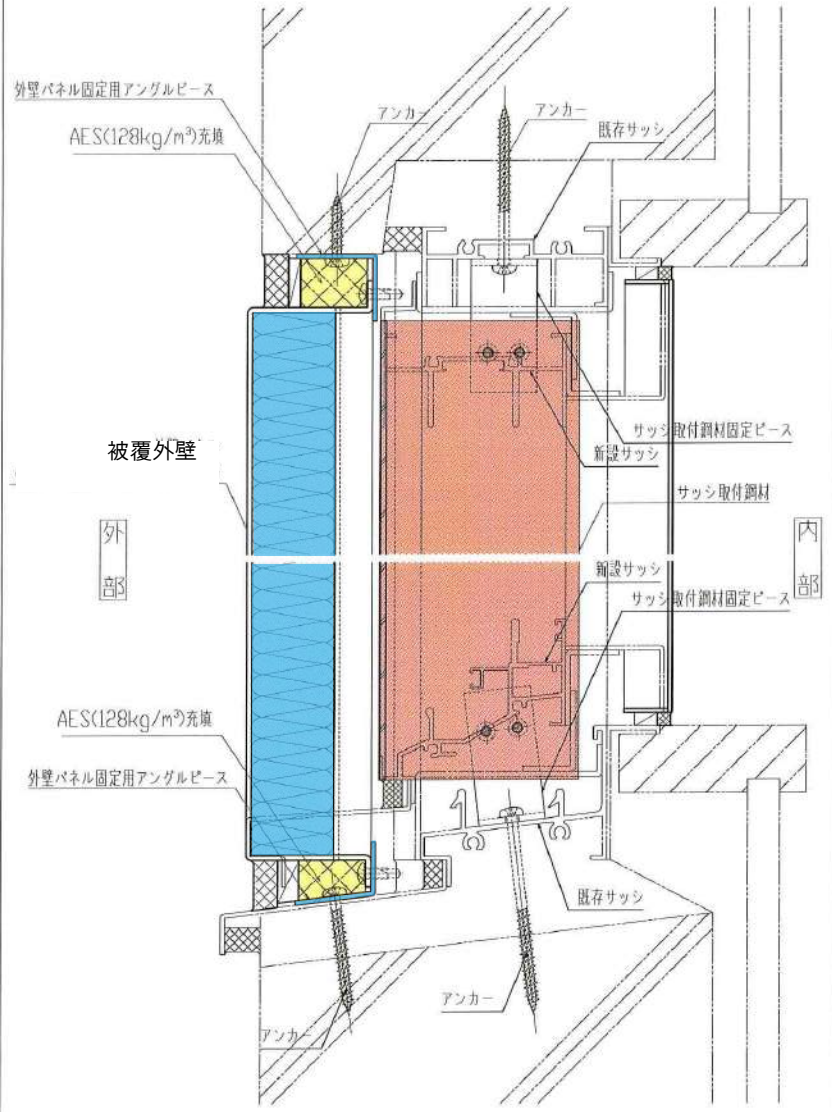 外壁パネル固定用アングルピース
アンカー
アンカー
既存サッシ
AES(128kg/m³)充填
サッシ取付鋼材固定ピース
被覆外壁
新設サッシ
サッシ取付鋼材
外部
内部
新設サッシ
サッシ取付鋼材固定ピース
AES(128kg/m³)充填
外壁パネル固定用アングルピース
既存サッシ
アンカー
アンカー